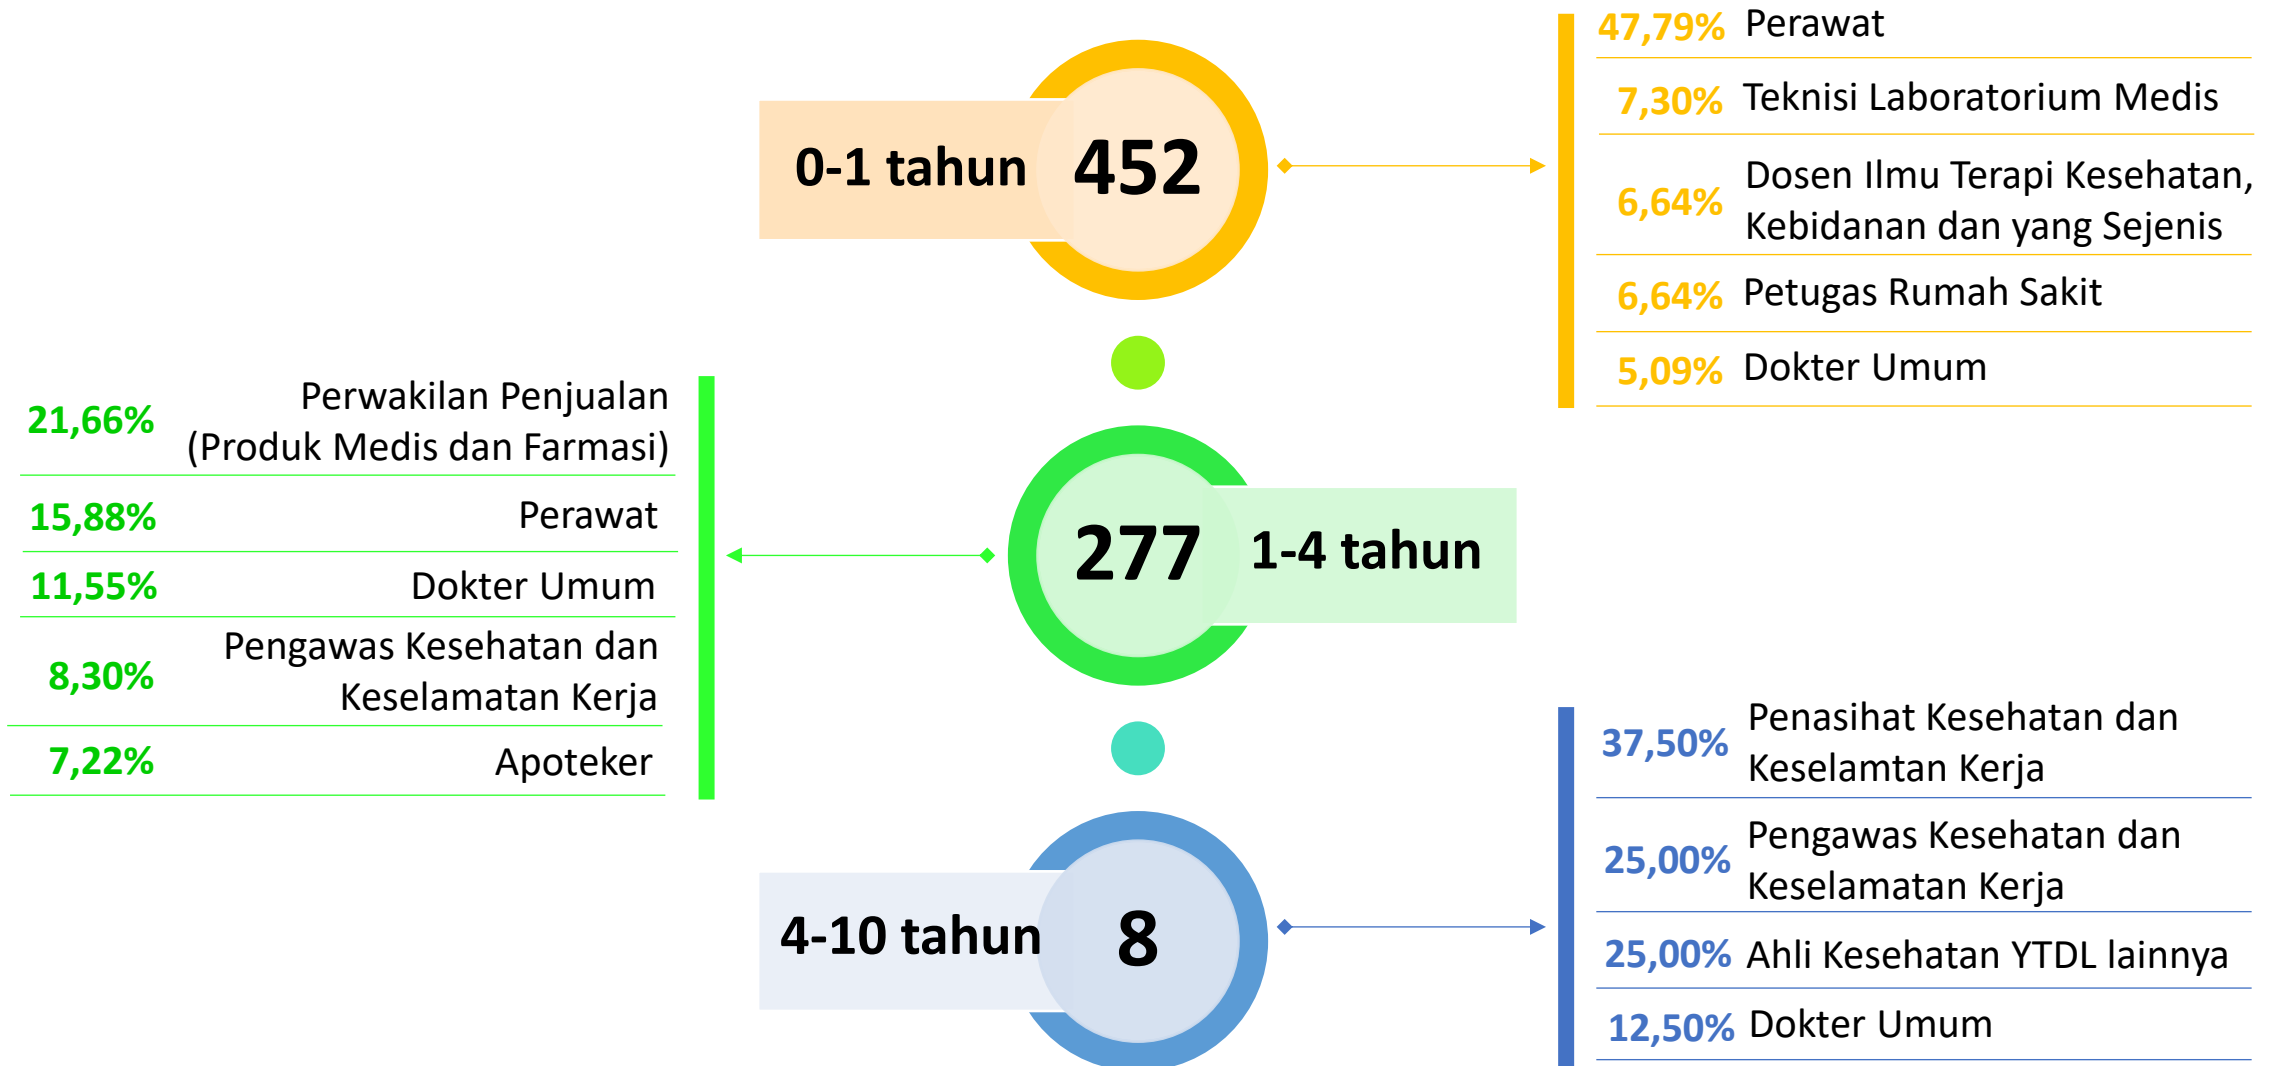 0-1 tahun
452
47,79% Perawat
7,30% Teknisi Laboratorium Medis
6,64% Dosen Ilmu Terapi Kesehatan,
Kebidanan dan yang Sejenis
6,64% Petugas Rumah Sakit
5,09% Dokter Umum
277
1-4 tahun
21,66% Perwakilan Penjualan
(Produk Medis dan Farmasi)
15,88% Perawat
11,55% Dokter Umum
8,30% Pengawas Kesehatan dan
Keselamatan Kerja
7,22% Apoteker
4-10 tahun
8
37,50% Penasihat Kesehatan dan
Keselamtan Kerja
25,00% Pengawas Kesehatan dan
Keselamatan Kerja
25,00% Ahli Kesehatan YTDL lainnya
12,50% Dokter Umum